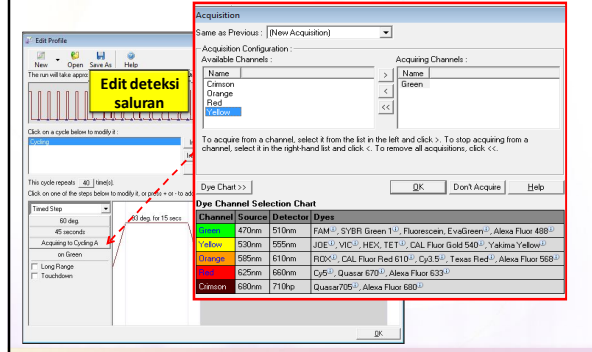 Edit Profile
New Open Save As Help
The run will take approx
Edit deteksi
saluran
Click on a cycle below to modify it :
Cycling
This cycle repeats 40 time(s).
Click on one of the steps below to modify it, or press + or - to add
Timed Step
60 deg.
45 seconds
Acquiring to Cycling A
on Green
Long Range
Touchdown
93 deg. for 15 secs
OK
Acquisition
Same as Previous : (New Acquisition)
Acquisition Configuration :
Available Channels :
Acquiring Channels :
Name
Crimson
Orange
Red
Yellow
>
<
<<
Name
Green
To acquire from a channel, select it from the list in the left and click >. To stop acquiring from a
channel, select it in the right-hand list and click <. To remove all acquisitions, click <<.
Dye Chart >>
OK
Don't Acquire
Help
Dye Channel Selection Chart
Channel Source Detector Dyes
Green 470nm 510nm FAM, SYBR Green 1, Fluorescein, EvaGreen, Alexa Fluor 488
Yellow 530nm 555nm JOE, VIC, HEX, TET, CAL Fluor Gold 540, Yakima Yellow
Orange 585nm 610nm ROX, CAL Fluor Red 610, Cy3.5, Texas Red, Alexa Fluor 568
Red 625nm 660nm Cy5, Quasar 670, Alexa Fluor 633
Crimson 680nm 710hp Quasar705, Alexa Fluor 680